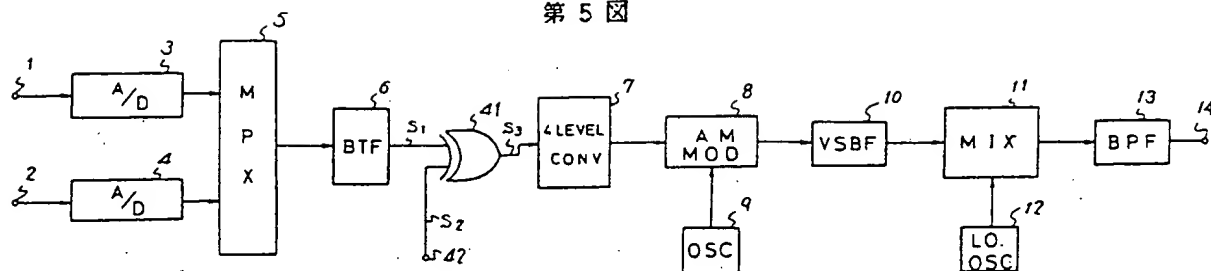 第 5 図
1
A/D
3
2
A/D
4
5
M
P
X
6
BTF
S1
41
S3
S2
42
7
4 LEVEL
CONV
8
AM
MOD
9
OSC
10
VSBF
11
MIX
12
LO.
OSC
13
BPF
14